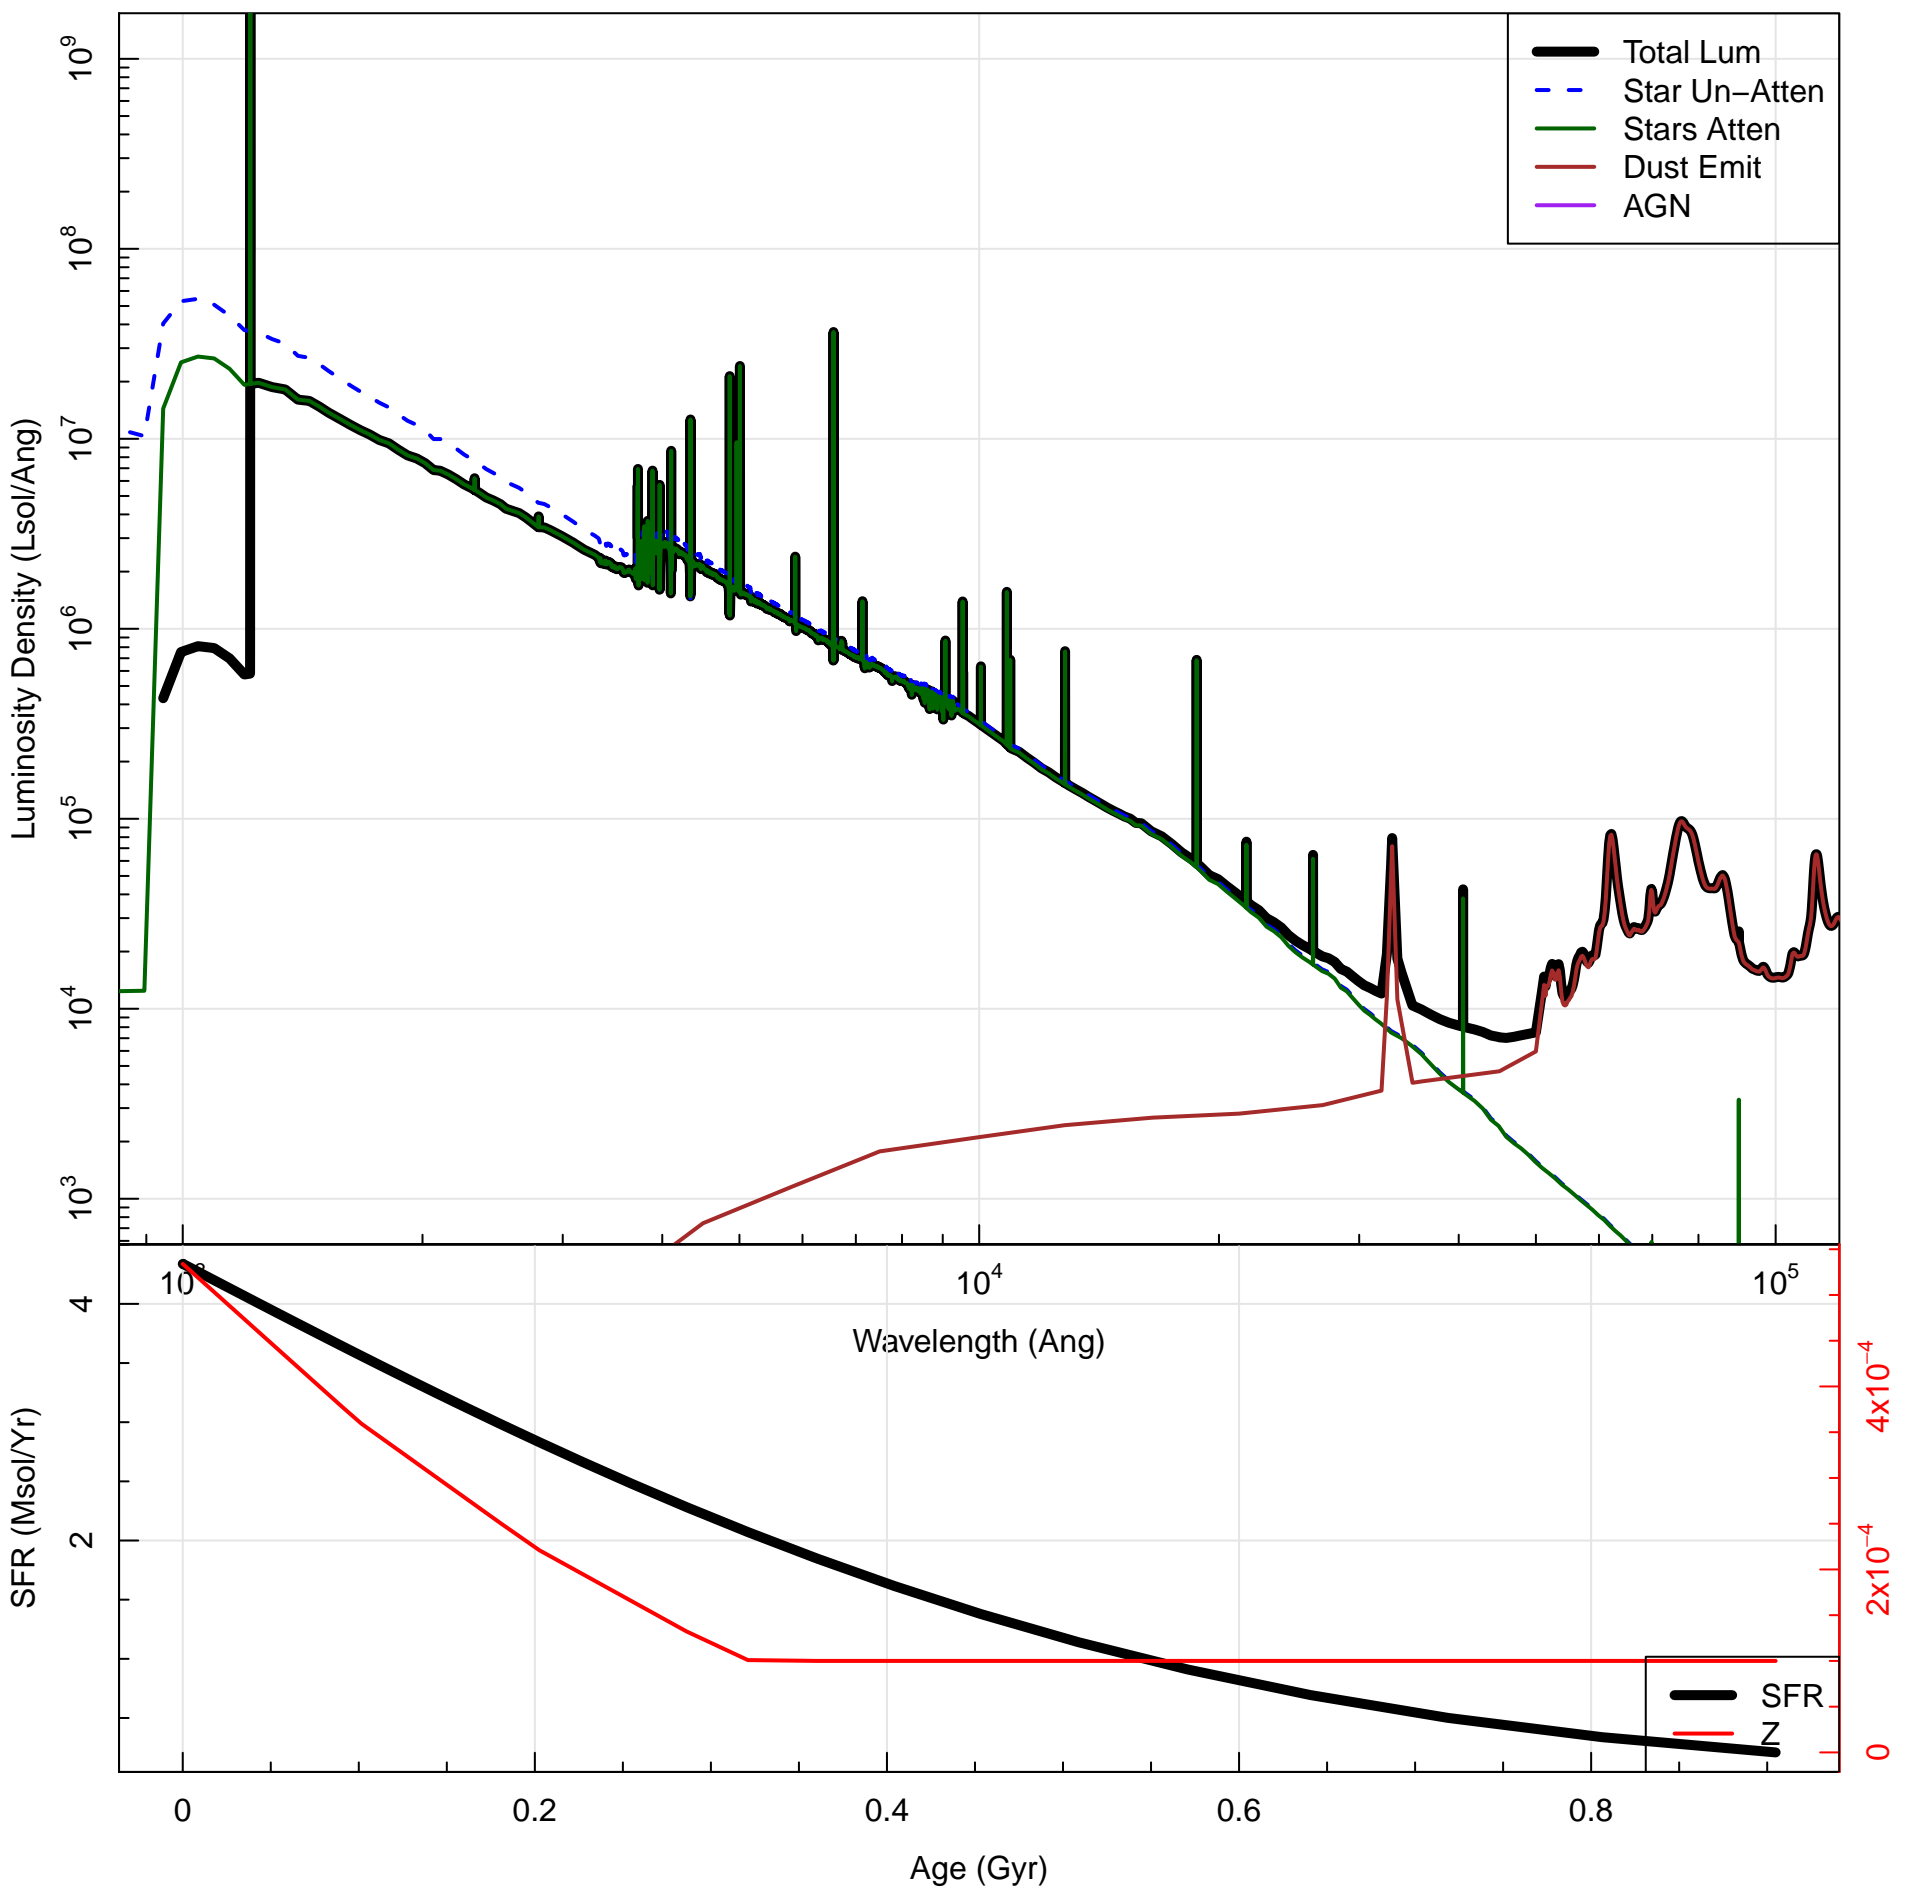 Total Lum
Star Un−Atten
Stars Atten
Dust Emit
AGN
10^9
10^8
10^7
10^6
10^5
10^4
10^3
Luminosity Density (Lsol/Ang)
10^3 10^4 10^5
Wavelength (Ang)
4
2
SFR (Msol/Yr)
4x10^−4
2x10^−4
0
SFR
Z
0 0.2 0.4 0.6 0.8
Age (Gyr)